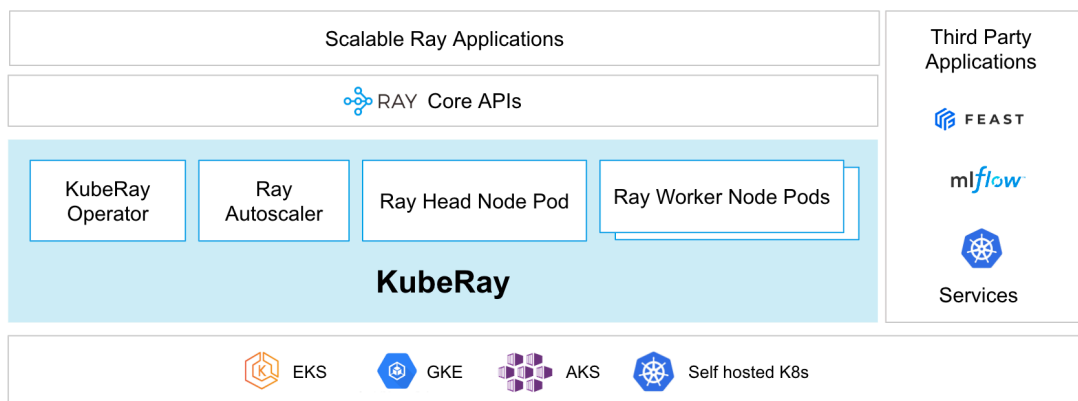 Scalable Ray Applications
RAY Core APIs
KubeRay
Operator
Ray
Autoscaler
Ray Head Node Pod
Ray Worker Node Pods
KubeRay
Third Party
Applications
FEAST
mlflow
Services
EKS
GKE
AKS
Self hosted K8s